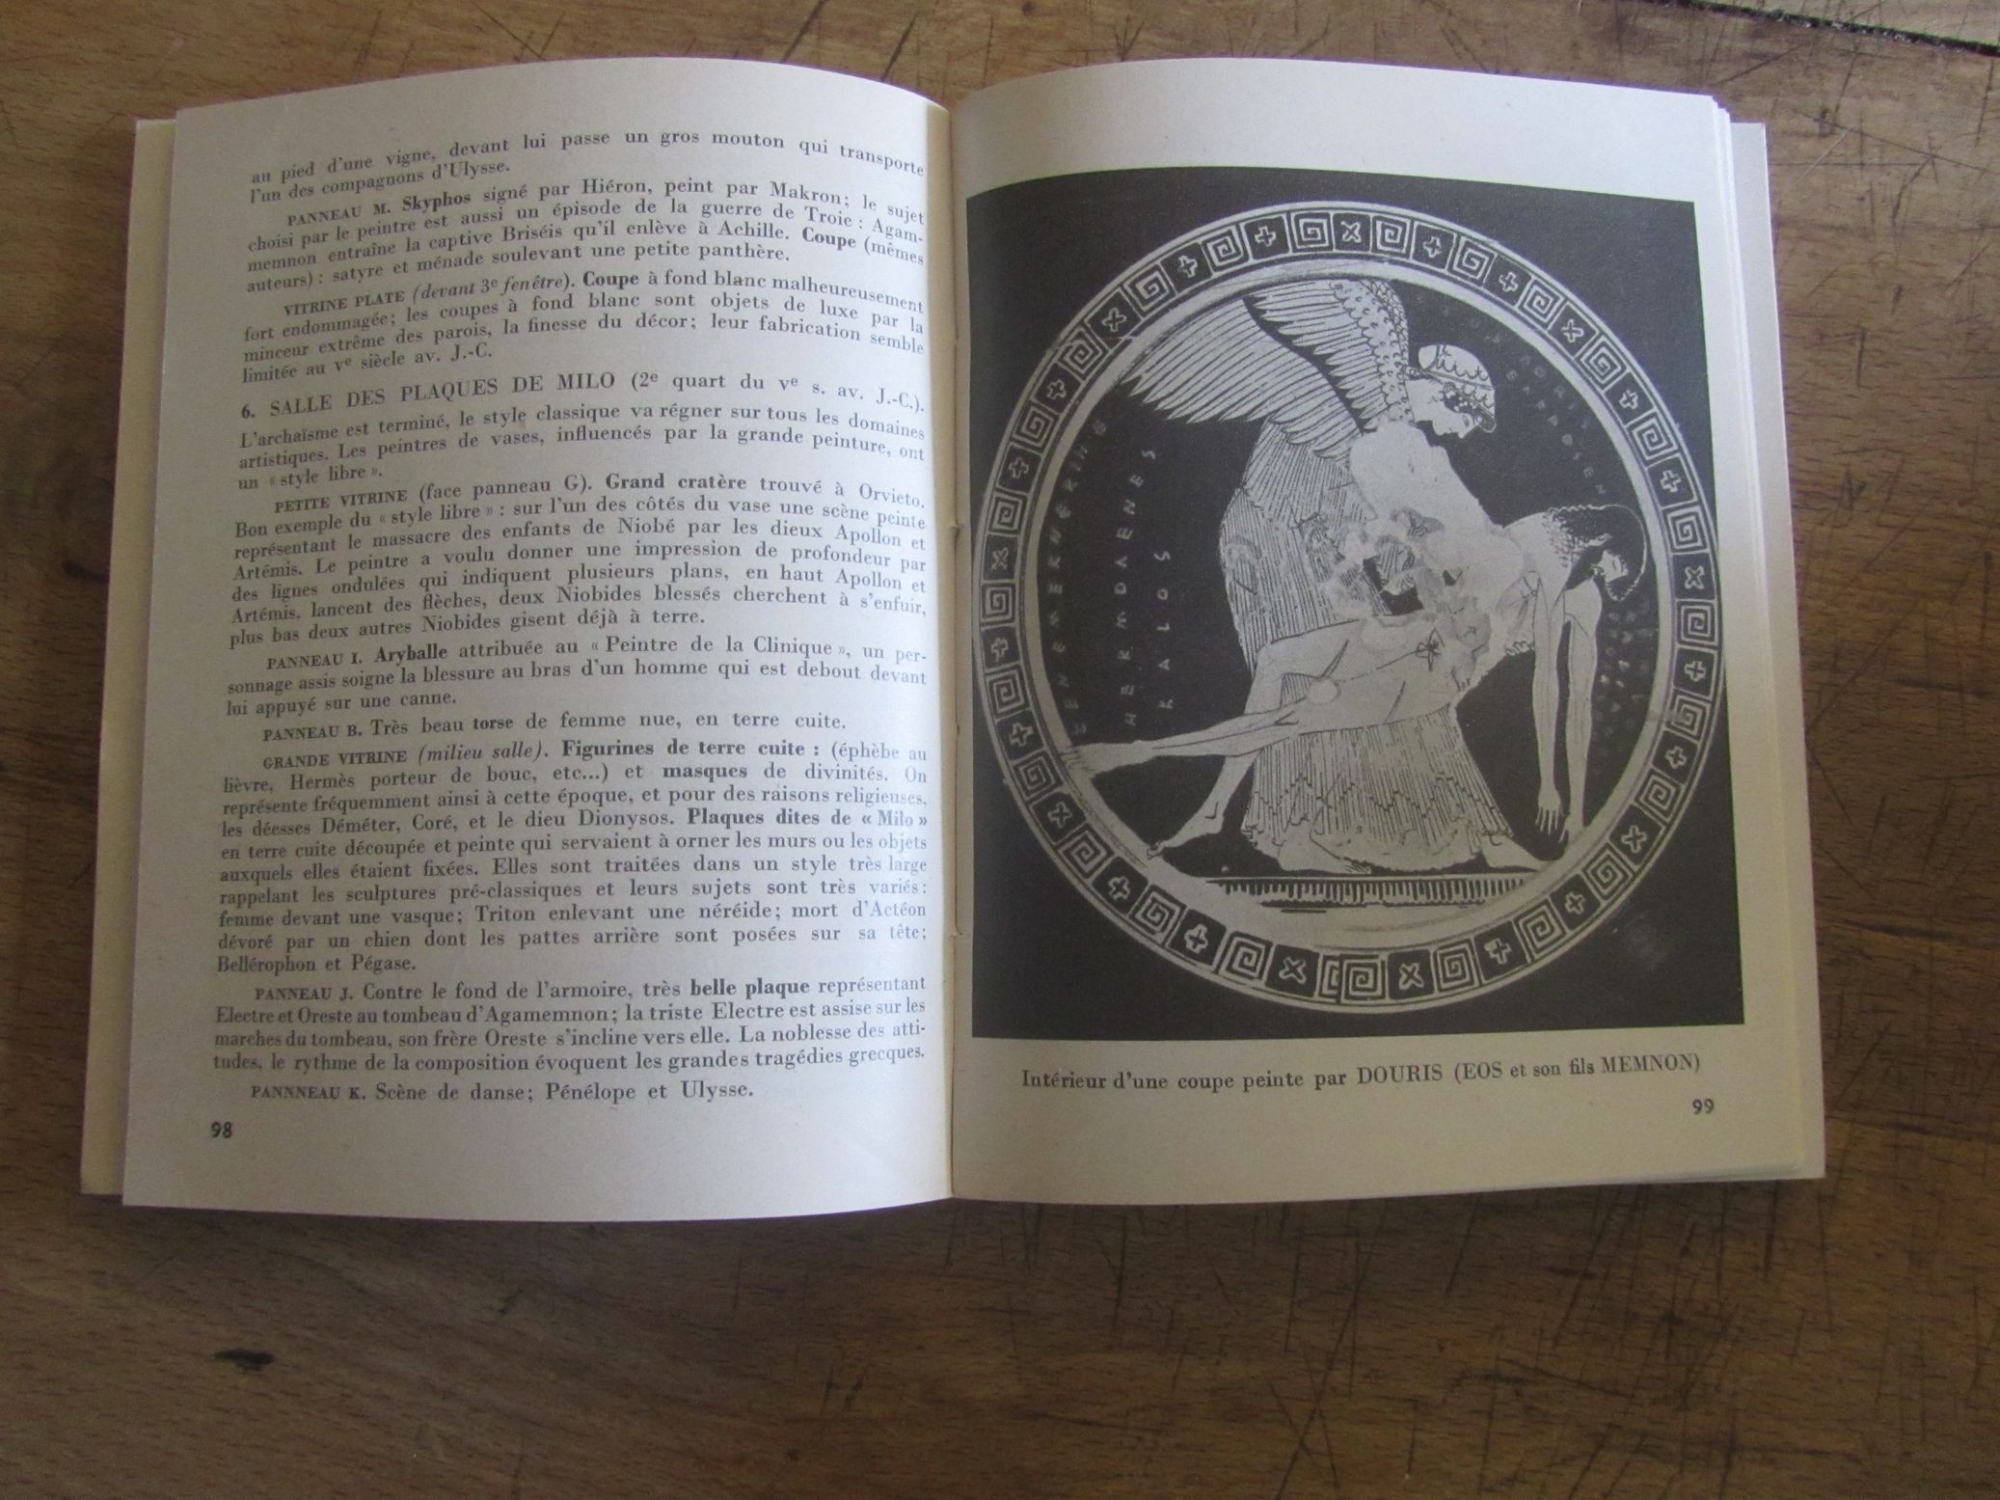 au pied d'une vigne, devant lui passe un gros mouton qui transporte
l'un des compagnons d'Ulysse.
PANNEAU M. Skyphos signé par Hiéron, peint par Makron; le sujet
choisi par le peintre est aussi un épisode de la guerre de Troie : Agam-
memnon entraîne la captive Briséis qu'il enlève à Achille. Coupe (mêmes
auteurs) : satyre et ménade soulevant une petite panthère.
VITRINE PLATE (devant 3e fenêtre). Coupe à fond blanc malheureusement
fort endommagée; les coupes à fond blanc sont objets de luxe par la
minceur extrême des parois, la finesse du décor; leur fabrication semble
limitée au Ve siècle av. J.-C.
6. SALLE DES PLAQUES DE MILO (2e quart du Ve s. av. J.-C.).
L'archaïsme est terminé, le style classique va régner sur tous les domaines
artistiques. Les peintres de vases, influencés par la grande peinture, ont
un « style libre ».
PETITE VITRINE (face panneau G). Grand cratère trouvé à Orvieto.
Bon exemple du « style libre » : sur l'un des côtés du vase une scène peinte
représentant le massacre des enfants de Niobé par les dieux Apollon et
Artémis. Le peintre a voulu donner une impression de profondeur par
des lignes ondulées qui indiquent plusieurs plans, en haut Apollon et
Artémis, lancent des flèches, deux Niobides blessés cherchent à s'enfuir,
plus bas deux autres Niobides gisent déjà à terre.
PANNEAU I. Aryballe attribuée au « Peintre de la Clinique », un per-
sonnage assis soigne la blessure au bras d'un homme qui est debout devant
lui appuyé sur une canne.
PANNEAU B. Très beau torse de femme nue, en terre cuite.
GRANDE VITRINE (milieu salle). Figurines de terre cuite : (éphèbe au
lièvre, Hermès porteur de bouc, etc...) et masques de divinités. On
représente fréquemment ainsi à cette époque, et pour des raisons religieuses,
les déesses Déméter, Coré, et le dieu Dionysos. Plaques dites de « Milo »
en terre cuite découpée et peinte qui servaient à orner les murs ou les objets
auxquels elles étaient fixées. Elles sont traitées dans un style très large
rappelant les sculptures pré-classiques et leurs sujets sont très variés :
femme devant une vasque; Triton enlevant une néréide; mort d'Actéon
dévoré par un chien dont les pattes arrière sont posées sur sa tête;
Bellérophon et Pégase.
PANNEAU J. Contre le fond de l'armoire, très belle plaque représentant
Electre et Oreste au tombeau d'Agamemnon; la triste Electre est assise sur les
marches du tombeau, son frère Oreste s'incline vers elle. La noblesse des atti-
tudes, le rythme de la composition évoquent les grandes tragédies grecques.
PANNNEAU K. Scène de danse; Pénélope et Ulysse.
98
HERMOAENES
KALOS
Intérieur d'une coupe peinte par DOURIS (EOS et son fils MEMNON)
99